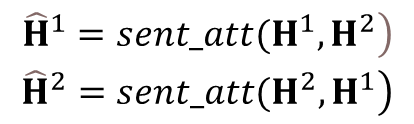 Ĥ¹ = sent_att(H¹, H²)
Ĥ² = sent_att(H², H¹)